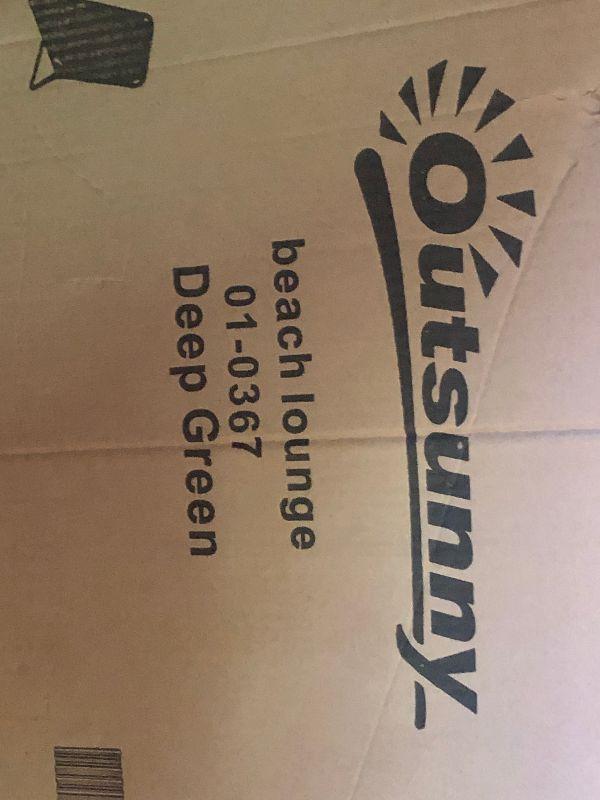 Outsunny
beach lounge
01-0367
Deep Green